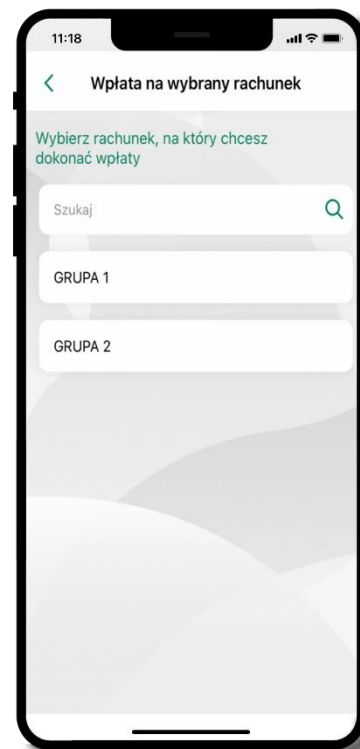 11:18
Wpłata na wybrany rachunek
Wybierz rachunek, na który chcesz
dokonać wpłaty
Szukaj
GRUPA 1
GRUPA 2